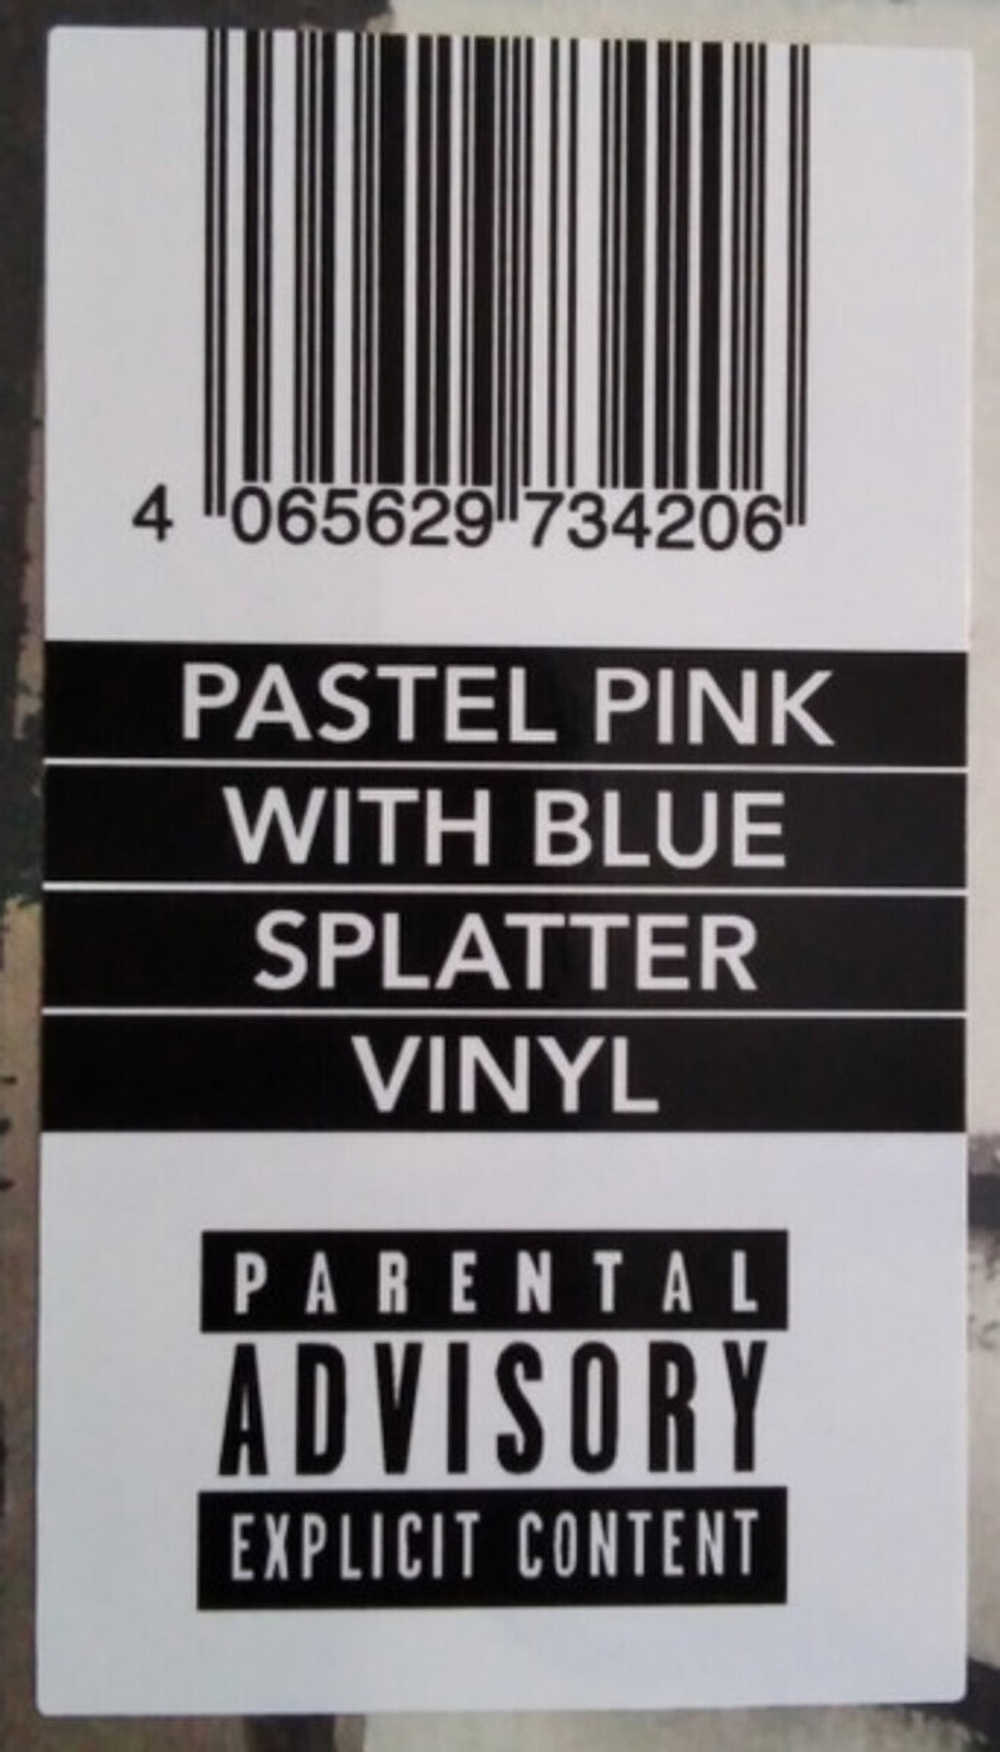 4 065629 734206
PASTEL PINK
WITH BLUE
SPLATTER
VINYL
PARENTAL
ADVISORY
EXPLICIT CONTENT